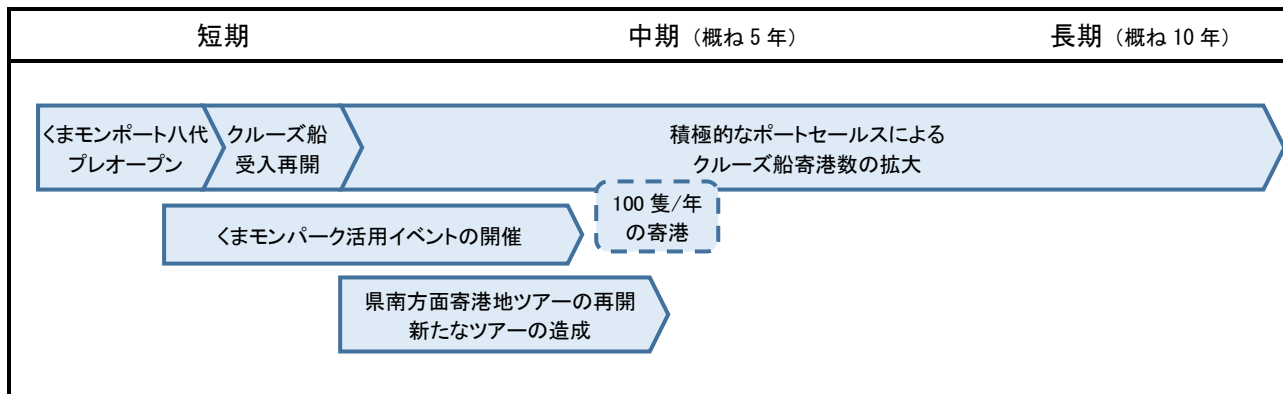 短期 中期（概ね 5 年） 長期（概ね 10 年）
くまモンポート八代
プレオープン
クルーズ船
受入再開
積極的なポートセールスによる
クルーズ船寄港数の拡大
100 隻/年
の寄港
くまモンパーク活用イベントの開催
県南方面寄港地ツアーの再開
新たなツアーの造成